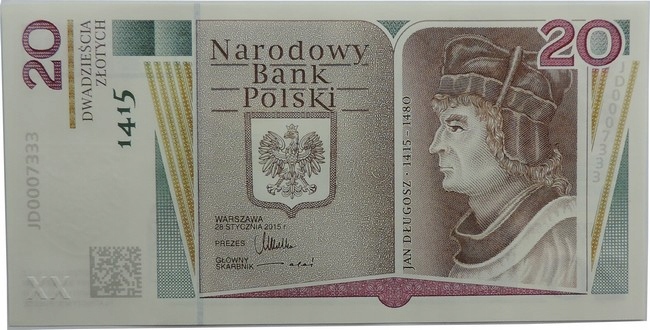 20
DWADZIEŚCIA
ZŁOTYCH
1415
JD0007333
XX
Narodowy
Bank
Polski
WARSZAWA
28 STYCZNIA 2015 r.
PREZES
GŁÓWNY
SKARBNIK
JAN DŁUGOSZ · 1415-1480
20
JD0007333